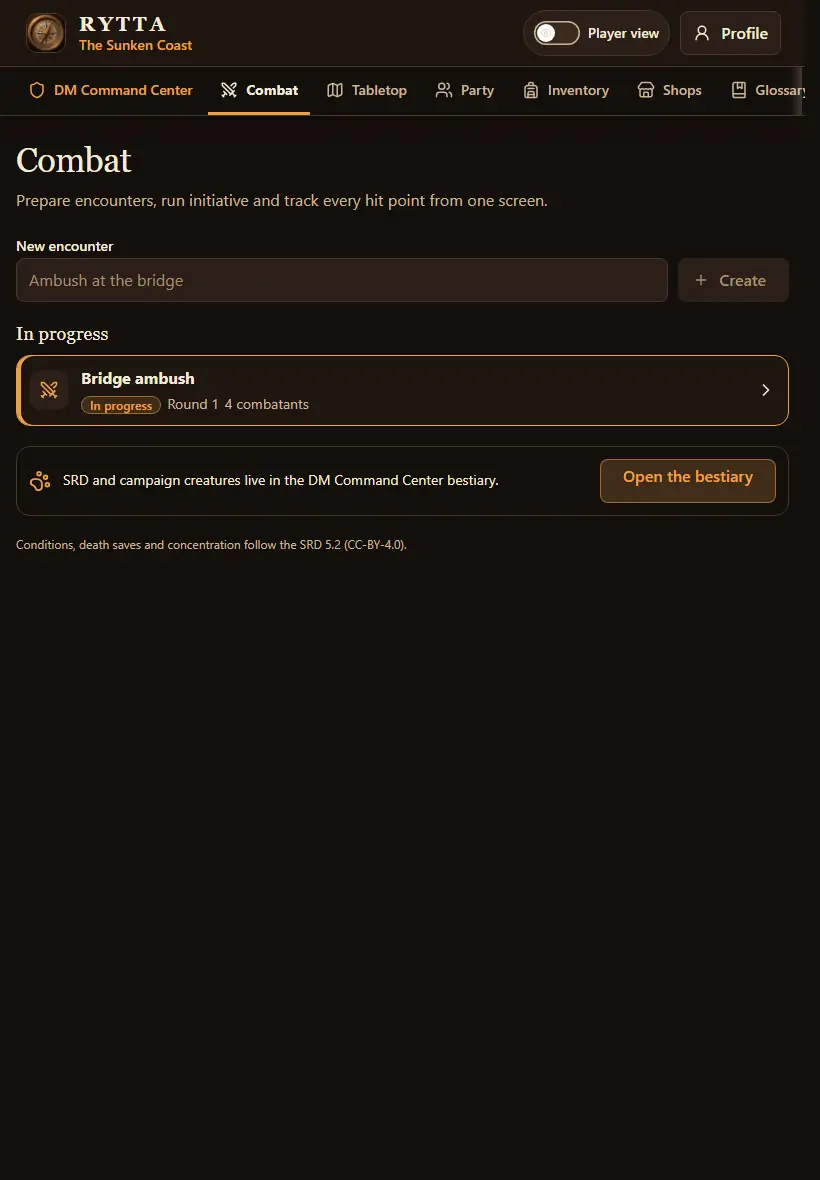 RYTTA
The Sunken Coast
Player view
Profile
DM Command Center
Combat
Tabletop
Party
Inventory
Shops
Combat
Prepare encounters, run initiative and track every hit point from one screen.
New encounter
Ambush at the bridge
+ Create
In progress
Bridge ambush
In progress Round 1 4 combatants
SRD and campaign creatures live in the DM Command Center bestiary.
Open the bestiary
Conditions, death saves and concentration follow the SRD 5.2 (CC-BY-4.0).